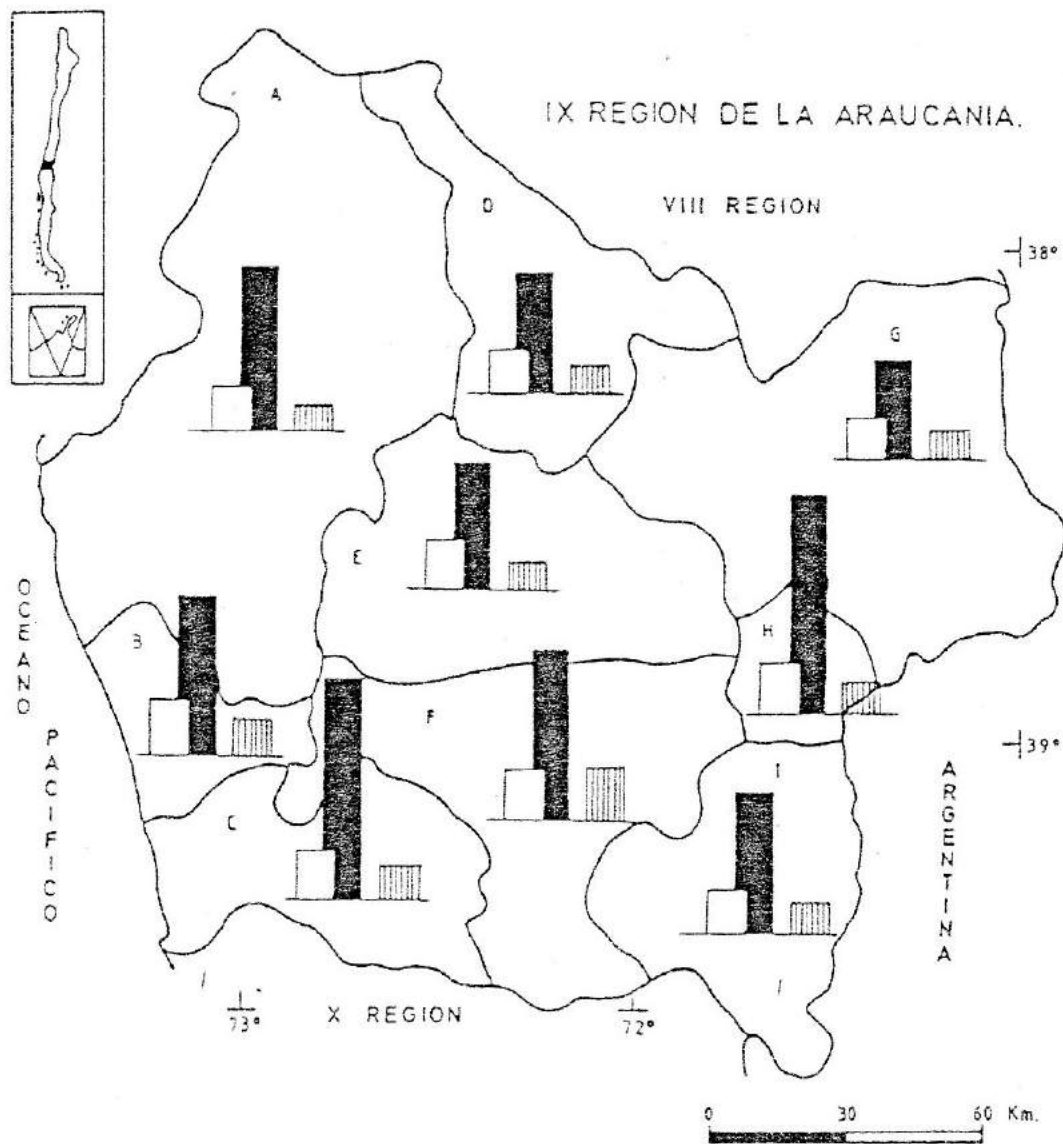 IX REGION DE LA ARAUCANIA.
VIII REGION
A
D
38°
G
E
OCEANO
PACIFICO
B
H
F
39°
ARGENTINA
I
C
73°
X REGION
72°
0 30 60 Km.